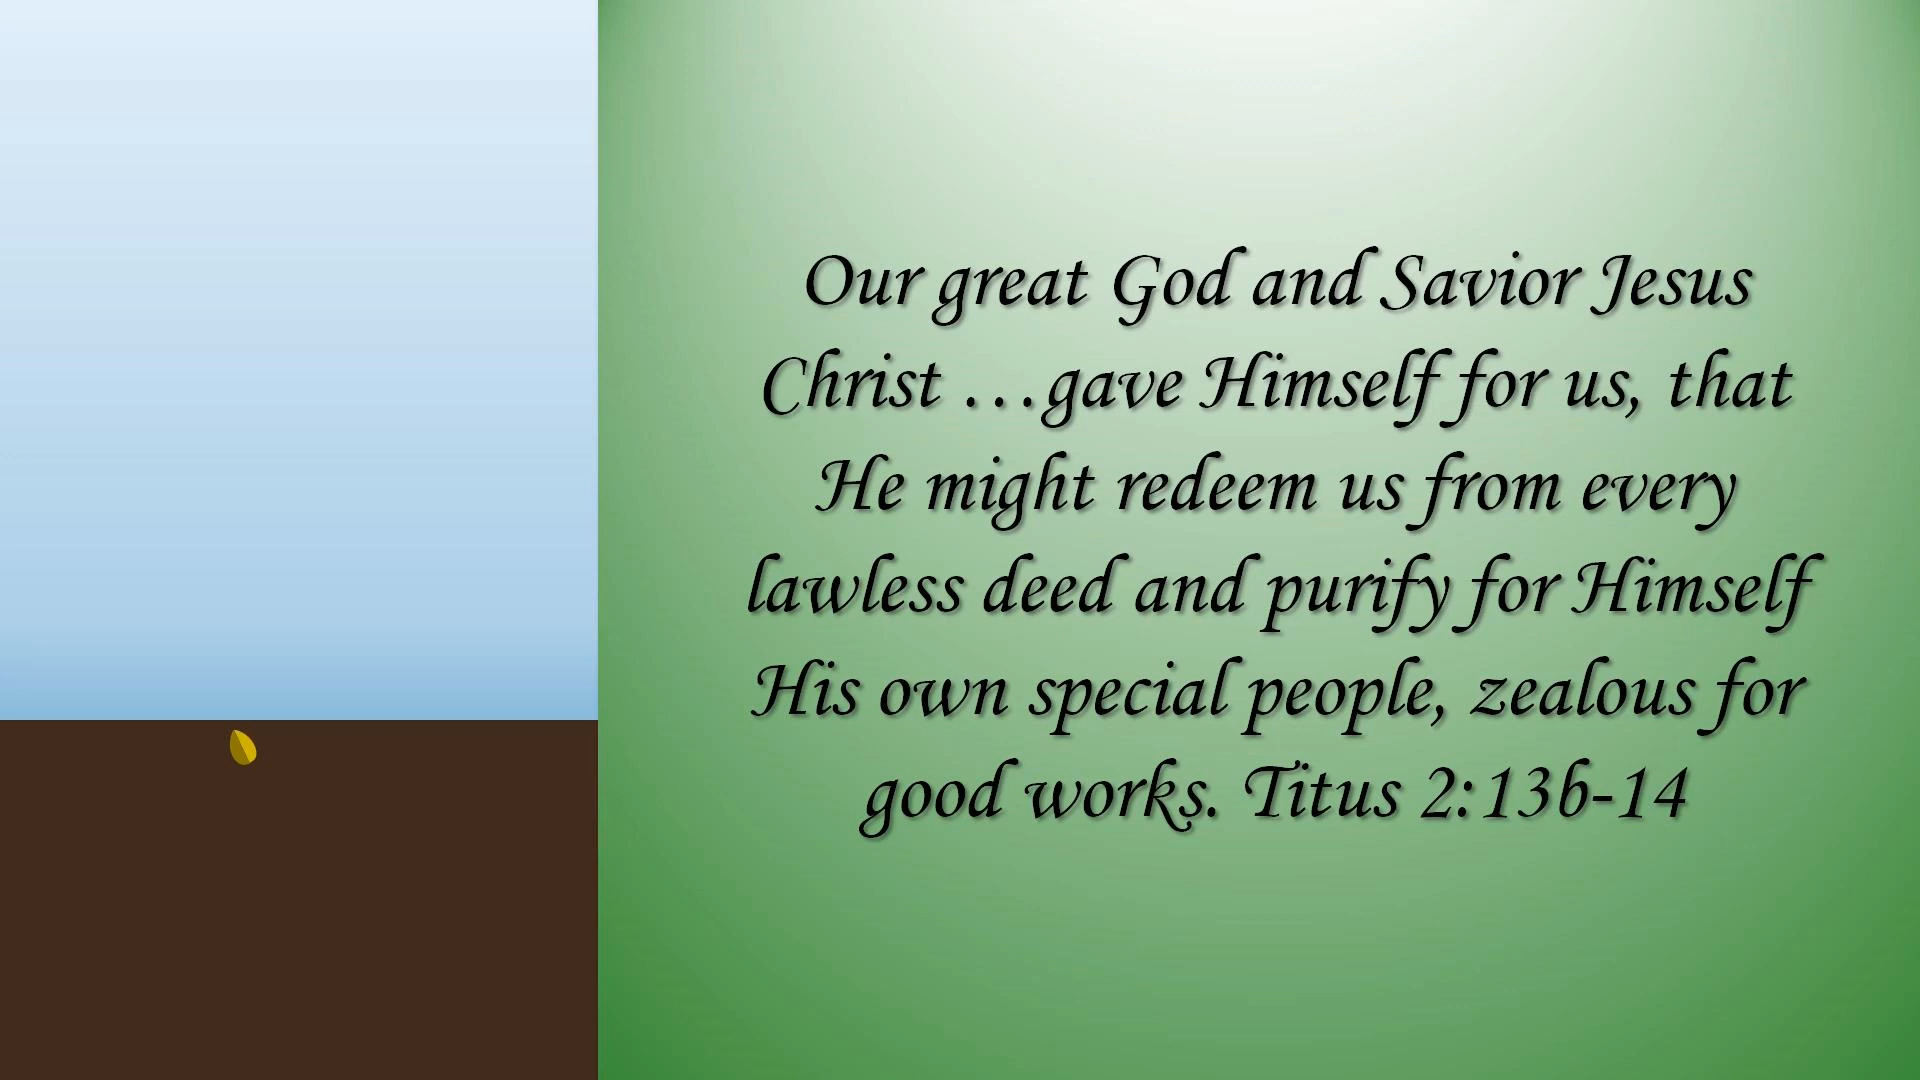 Our great God and Savior Jesus
Christ …gave Himself for us, that
He might redeem us from every
lawless deed and purify for Himself
His own special people, zealous for
good works. Titus 2:13b-14